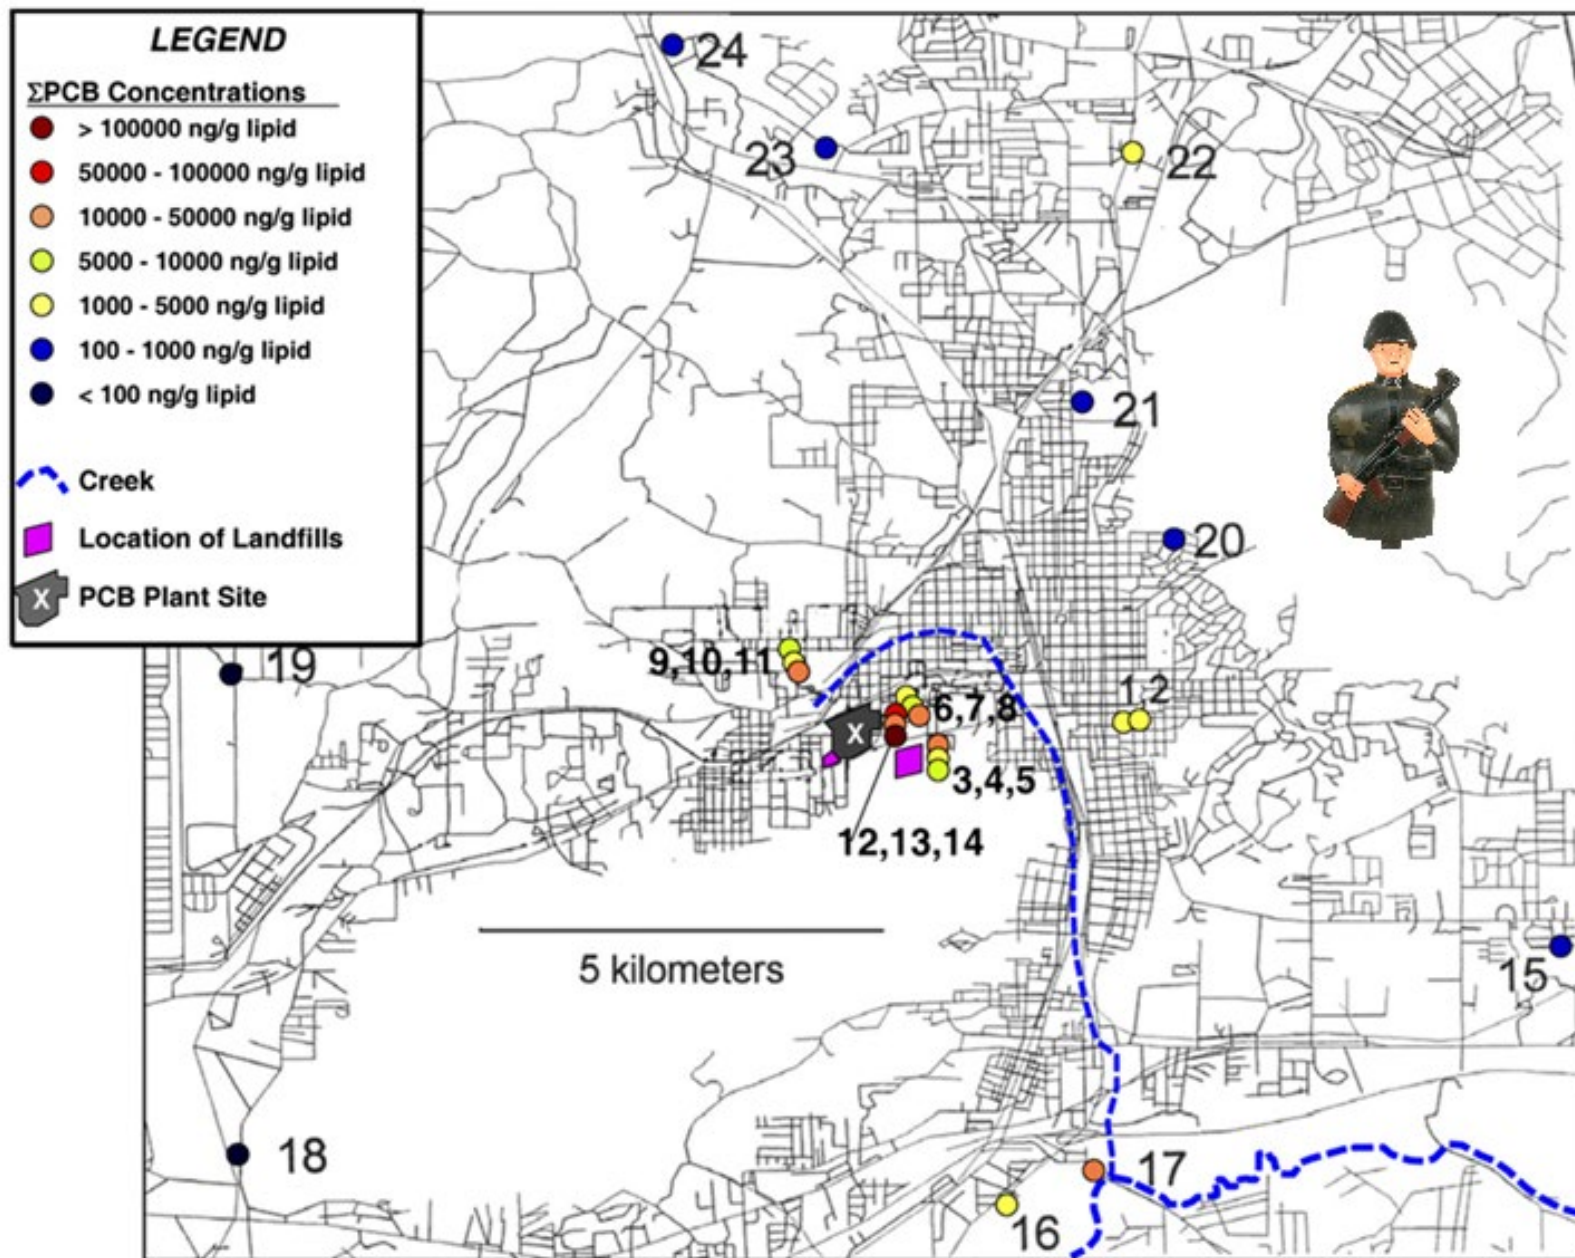 LEGEND
ΣPCB Concentrations
> 100000 ng/g lipid
50000 - 100000 ng/g lipid
10000 - 50000 ng/g lipid
5000 - 10000 ng/g lipid
1000 - 5000 ng/g lipid
100 - 1000 ng/g lipid
< 100 ng/g lipid
Creek
Location of Landfills
X PCB Plant Site
24
23
22
21
20
19
9,10,11
1,2
6,7,8
X
3,4,5
12,13,14
5 kilometers
15
18
17
16